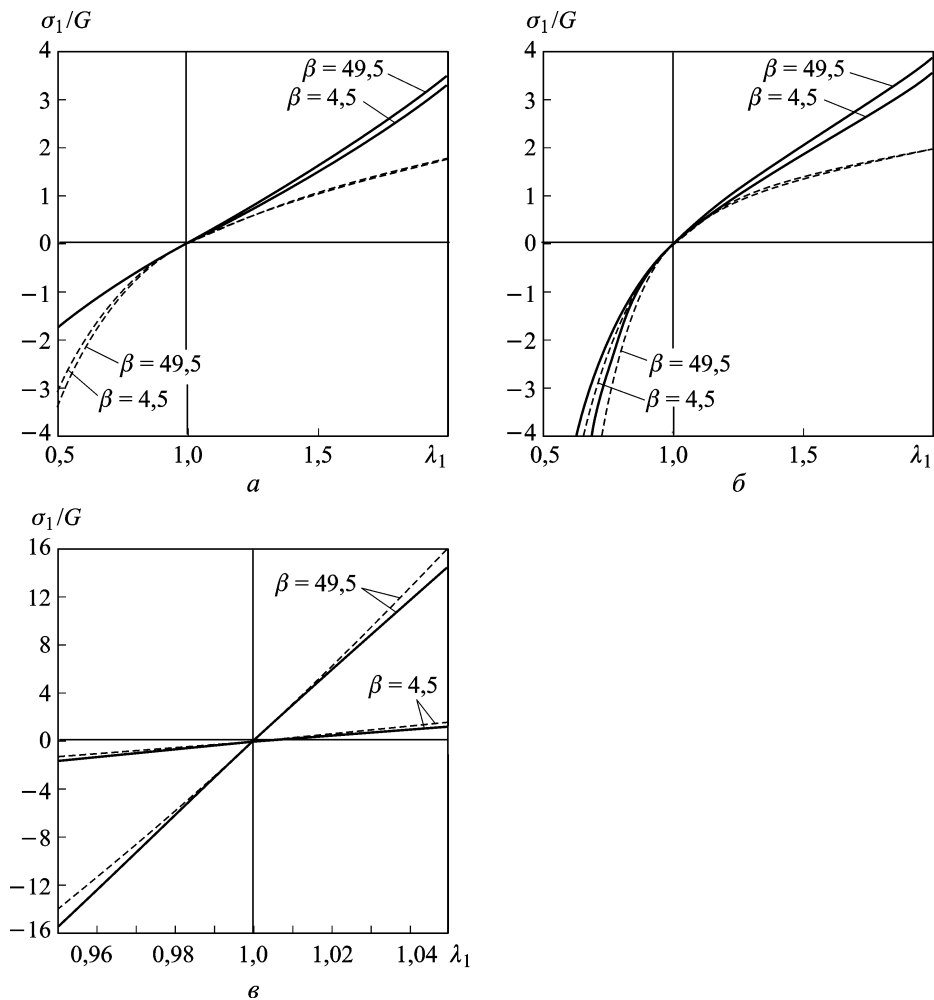 σ₁/G
4
3
2
1
0
−1
−2
−3
−4
β = 49,5
β = 4,5
β = 49,5
β = 4,5
0,5 1,0 1,5 λ₁
а
σ₁/G
4
3
2
1
0
−1
−2
−3
−4
β = 49,5
β = 4,5
β = 49,5
β = 4,5
0,5 1,0 1,5 λ₁
б
σ₁/G
16
12
8
4
0
−4
−8
−12
−16
β = 49,5
β = 4,5
0,96 0,98 1,0 1,02 1,04 λ₁
в